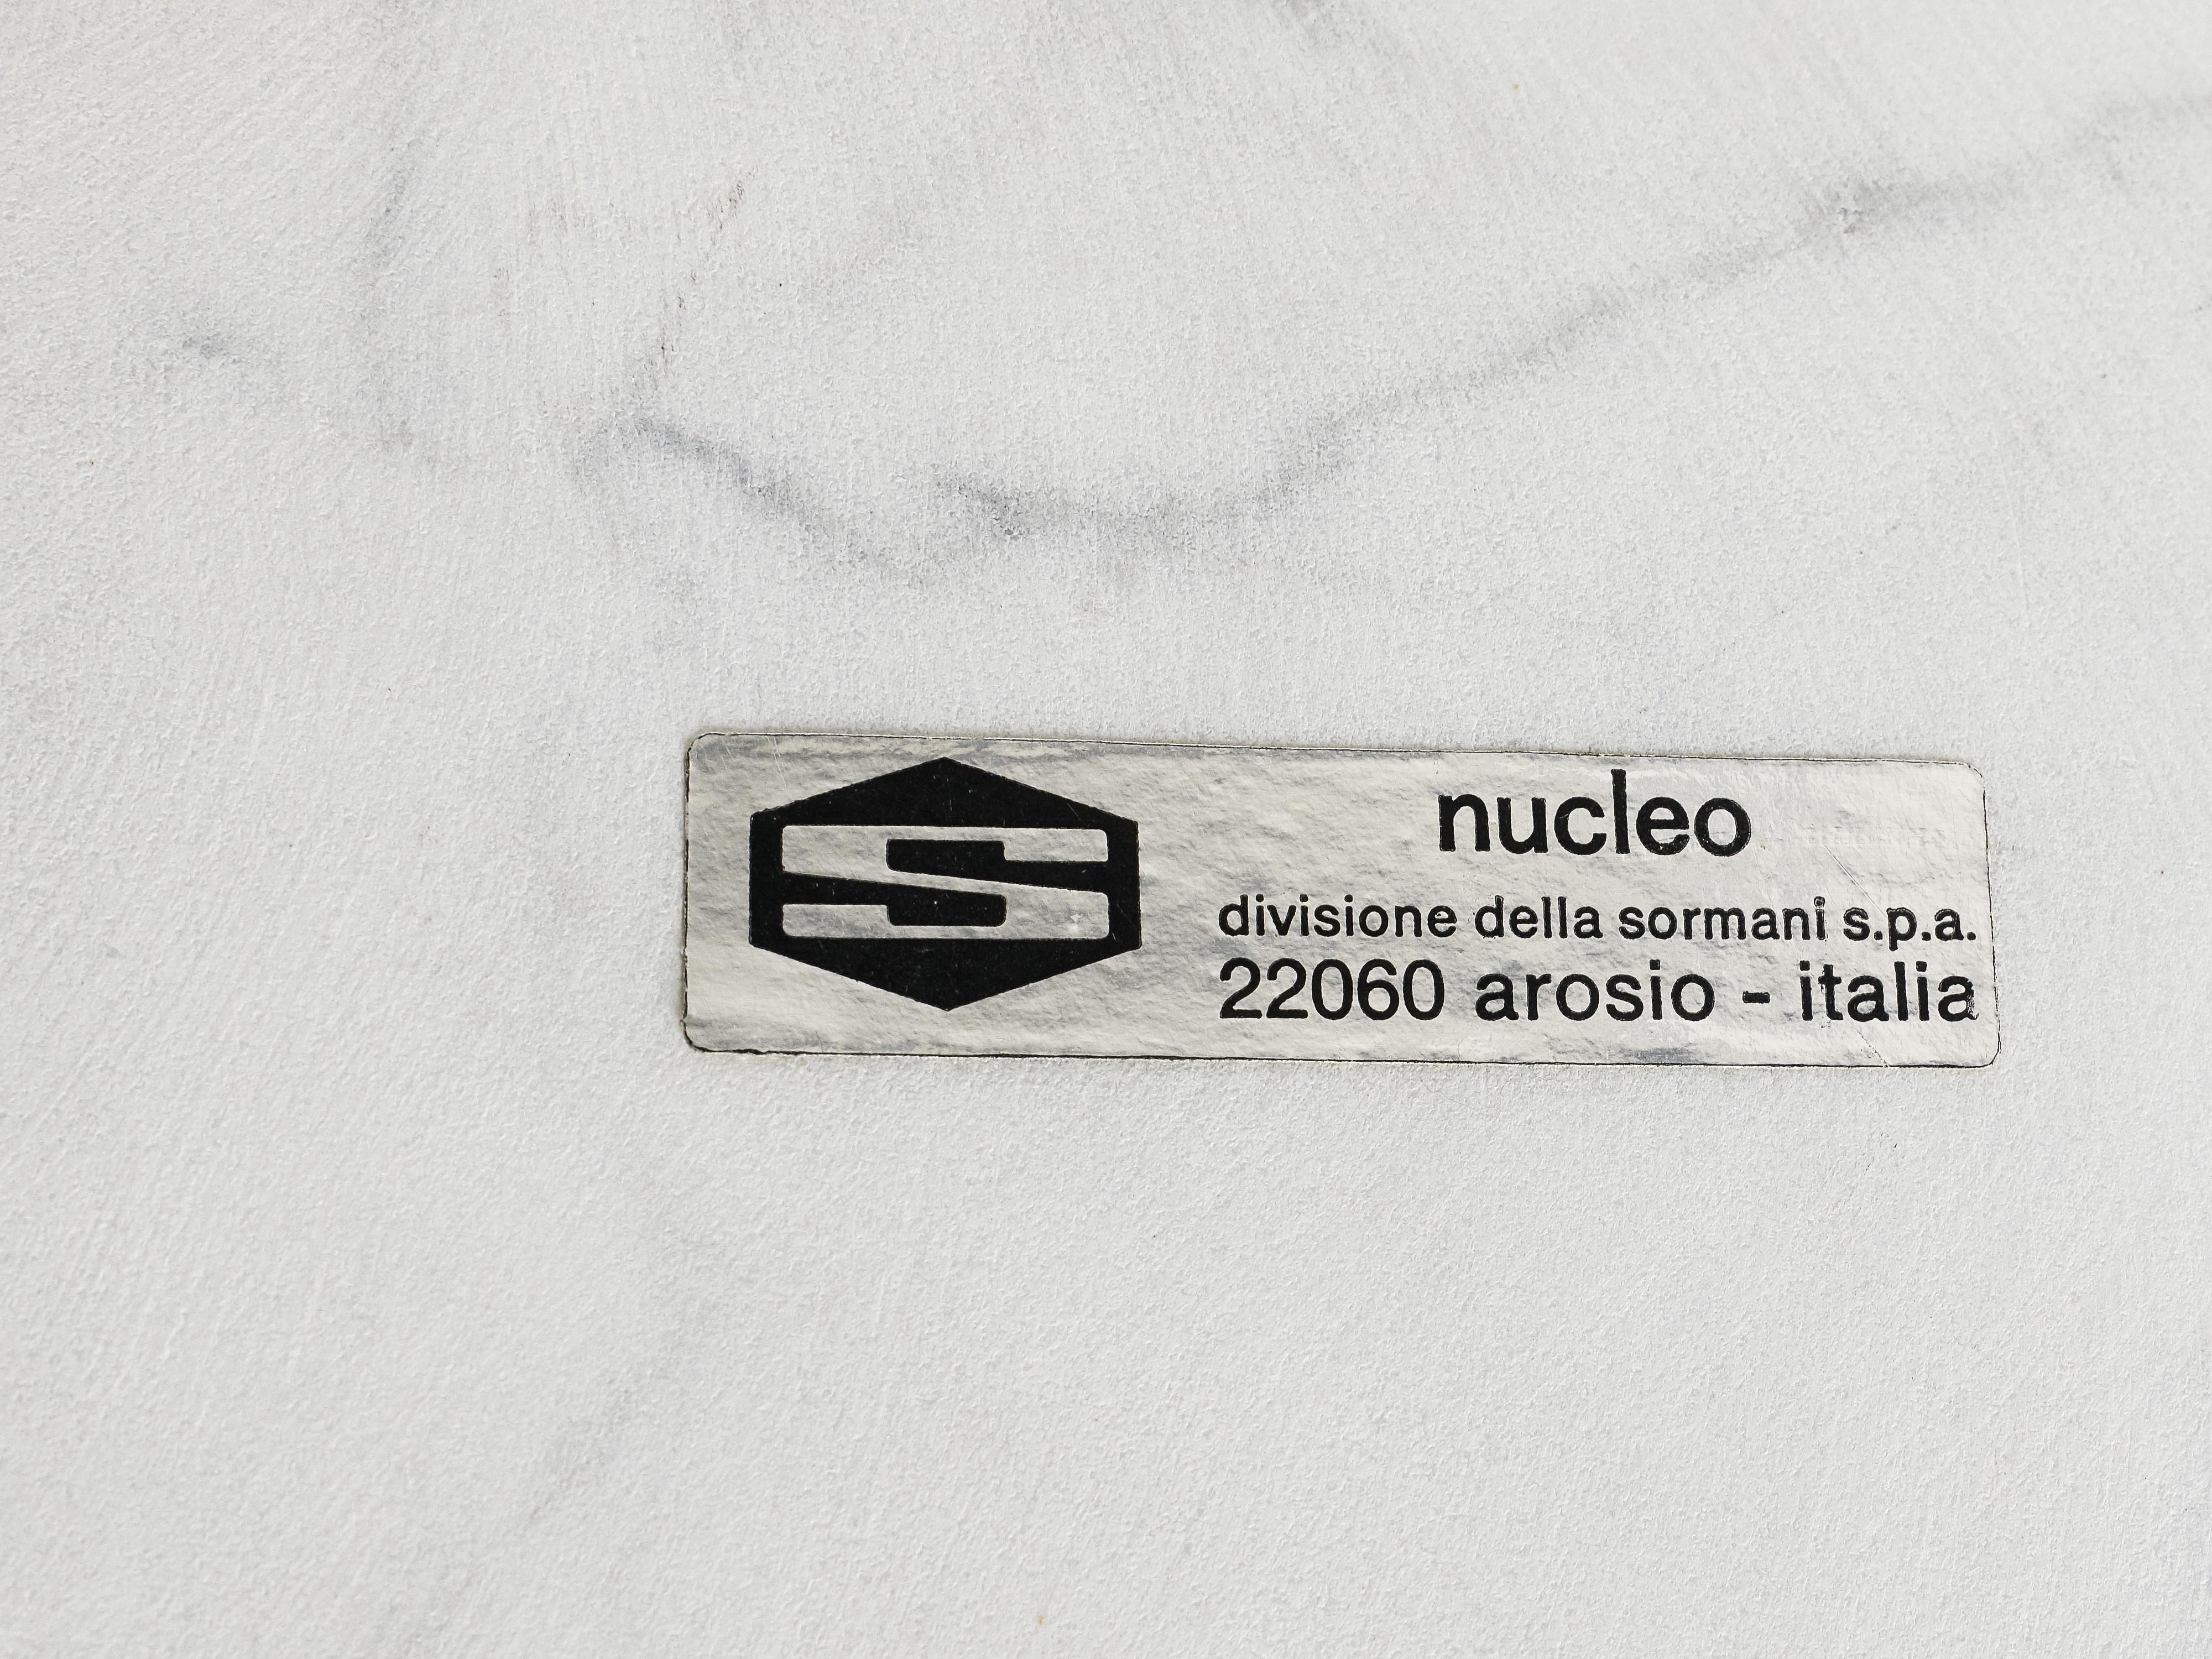 S
nucleo
divisione della sormani s.p.a.
22060 arosio - italia